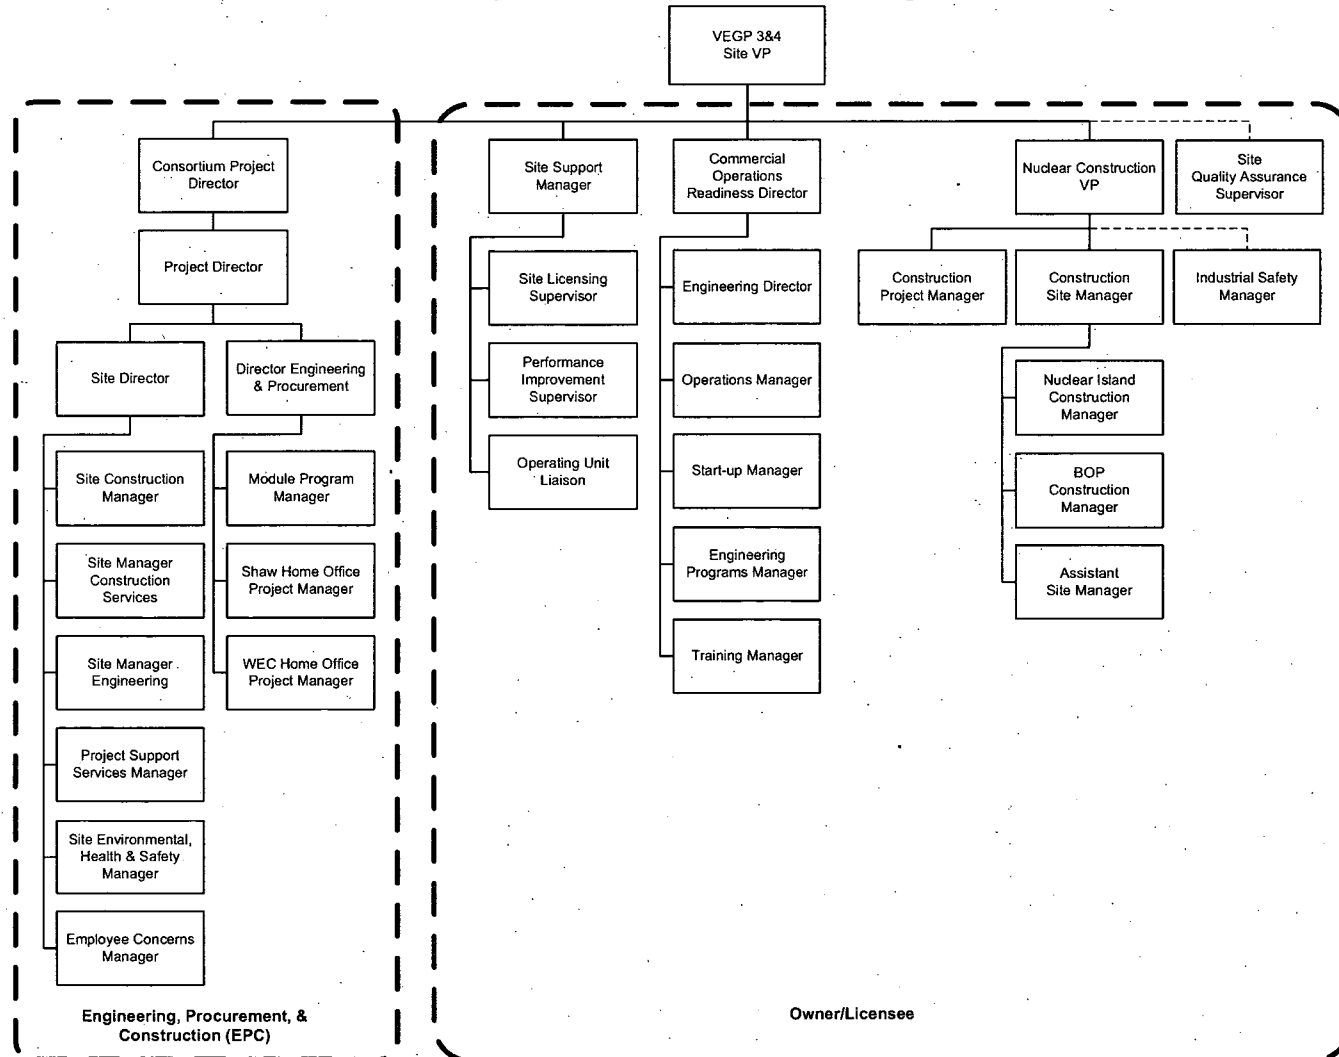 VEGP 3&4
Site VP
Consortium Project
Director
Site Support
Manager
Commercial
Operations
Readiness Director
Nuclear Construction
VP
Site
Quality Assurance
Supervisor
Project Director
Site Licensing
Supervisor
Engineering Director
Construction
Project Manager
Construction
Site Manager
Industrial Safety
Manager
Site Director
Director Engineering
& Procurement
Performance
Improvement
Supervisor
Operations Manager
Nuclear Island
Construction
Manager
Site Construction
Manager
Module Program
Manager
Operating Unit
Liaison
Start-up Manager
BOP
Construction
Manager
Site Manager
Construction
Services
Shaw Home Office
Project Manager
Engineering
Programs Manager
Assistant
Site Manager
Site Manager
Engineering
WEC Home Office
Project Manager
Training Manager
Project Support
Services Manager
Site Environmental,
Health & Safety
Manager
Employee Concerns
Manager
Engineering, Procurement, &
Construction (EPC)
Owner/Licensee